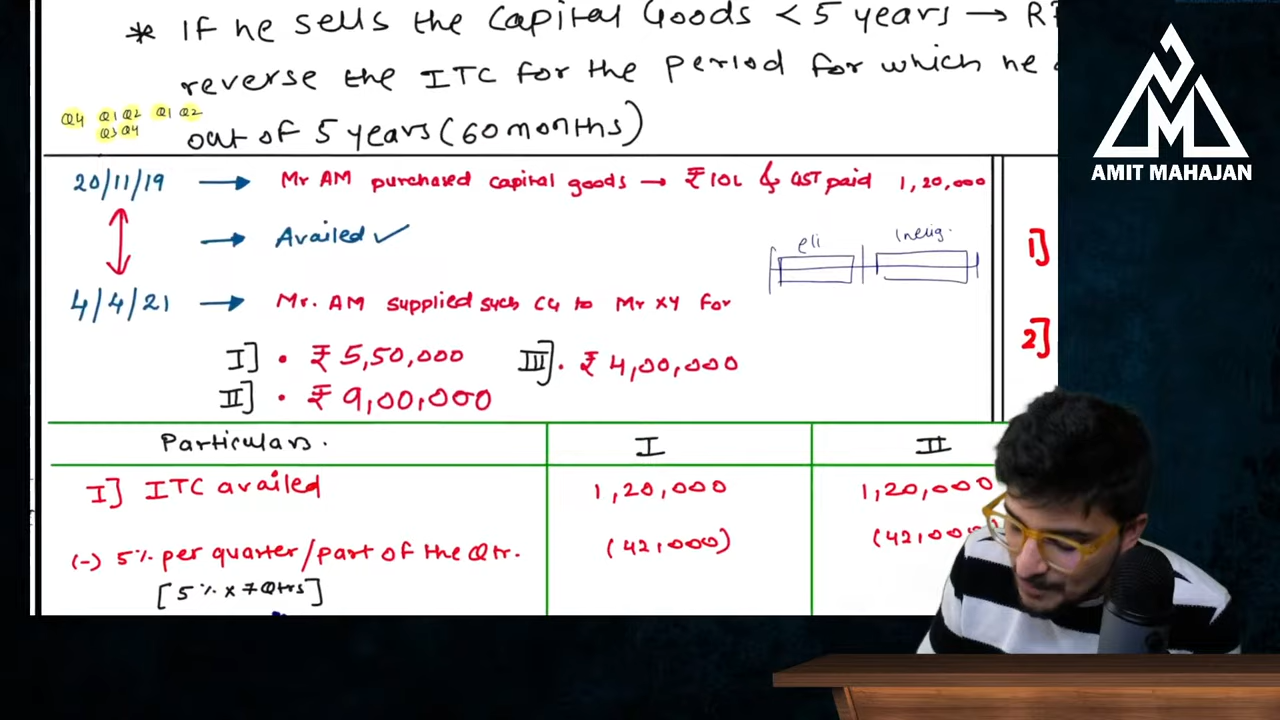 * If he sells the Capital Goods < 5 years →
reverse the ITC for the period for which he
Q4 Q1 Q2 Q1 Q2
Q3 Q4
out of 5 years (60 months)
20/11/19 → Mr AM purchased capital goods → ₹10L & GST paid 1,20,000
→ Availed ✓
eli Inelig.
4/4/21 → Mr. AM supplied such CG to Mr XY for
I] • ₹ 5,50,000 III] • ₹ 4,00,000
II] • ₹ 9,00,000
1]
2]
Particulars. I II
I] ITC availed 1,20,000 1,20,000
(-) 5% per quarter/part of the Qtr. (42,000) (42,000)
[5% x 7 Qtrs]
AMIT MAHAJAN